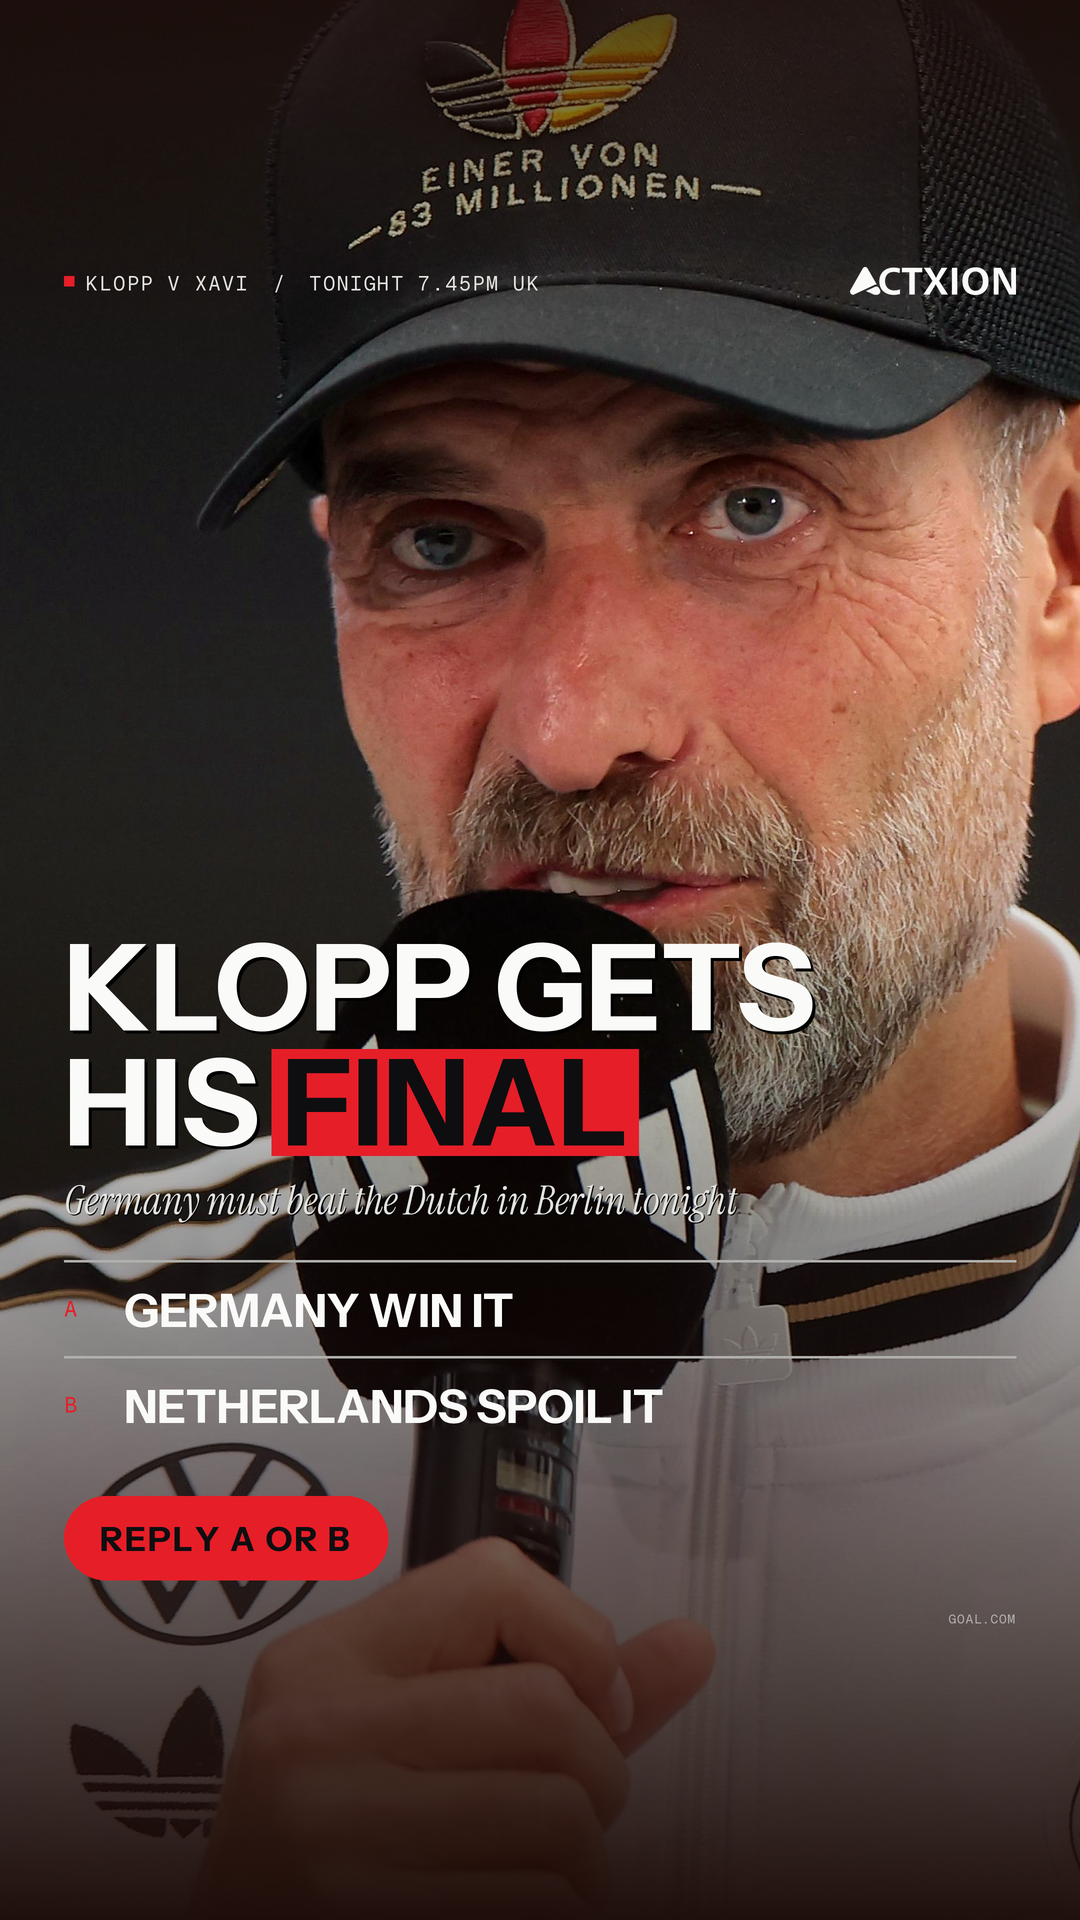 EINER VON
83 MILLIONEN
KLOPP V XAVI / TONIGHT 7.45PM UK
ACTXION
KLOPP GETS
HIS FINAL
Germany must beat the Dutch in Berlin tonight
A GERMANY WIN IT
B NETHERLANDS SPOIL IT
REPLY A OR B
GOAL.COM